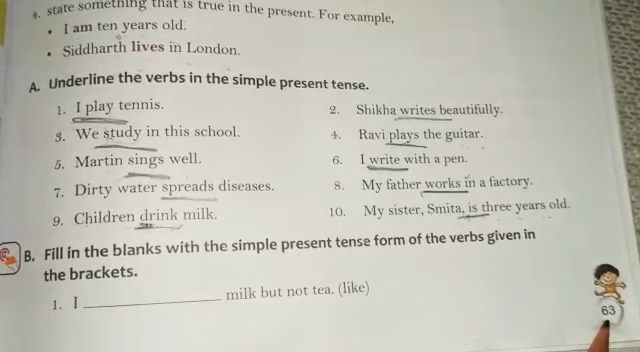 4. state something that is true in the present. For example,
• I am ten years old.
• Siddharth lives in London.
A. Underline the verbs in the simple present tense.
1. I play tennis.
2. Shikha writes beautifully.
3. We study in this school.
4. Ravi plays the guitar.
5. Martin sings well.
6. I write with a pen.
7. Dirty water spreads diseases.
8. My father works in a factory.
9. Children drink milk.
10. My sister, Smita, is three years old.
B. Fill in the blanks with the simple present tense form of the verbs given in
the brackets.
1. I ____________ milk but not tea. (like)
63